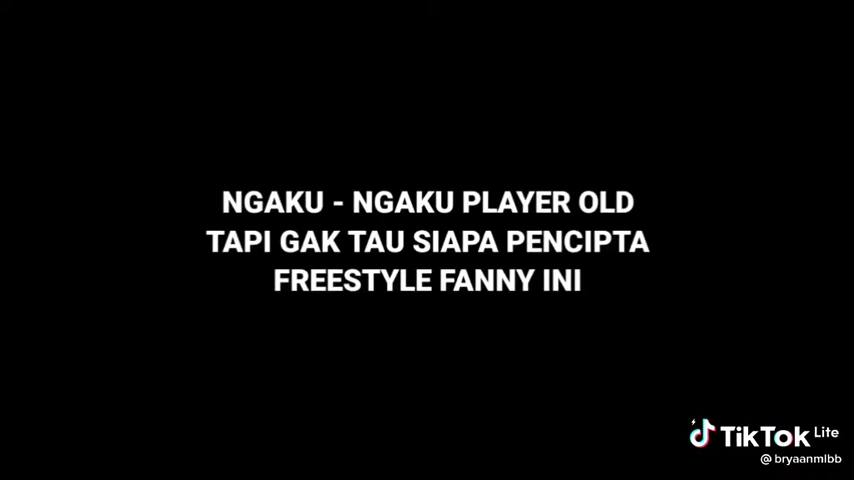 NGAKU - NGAKU PLAYER OLD
TAPI GAK TAU SIAPA PENCIPTA
FREESTYLE FANNY INI
TikTok Lite
@bryaanmlbb